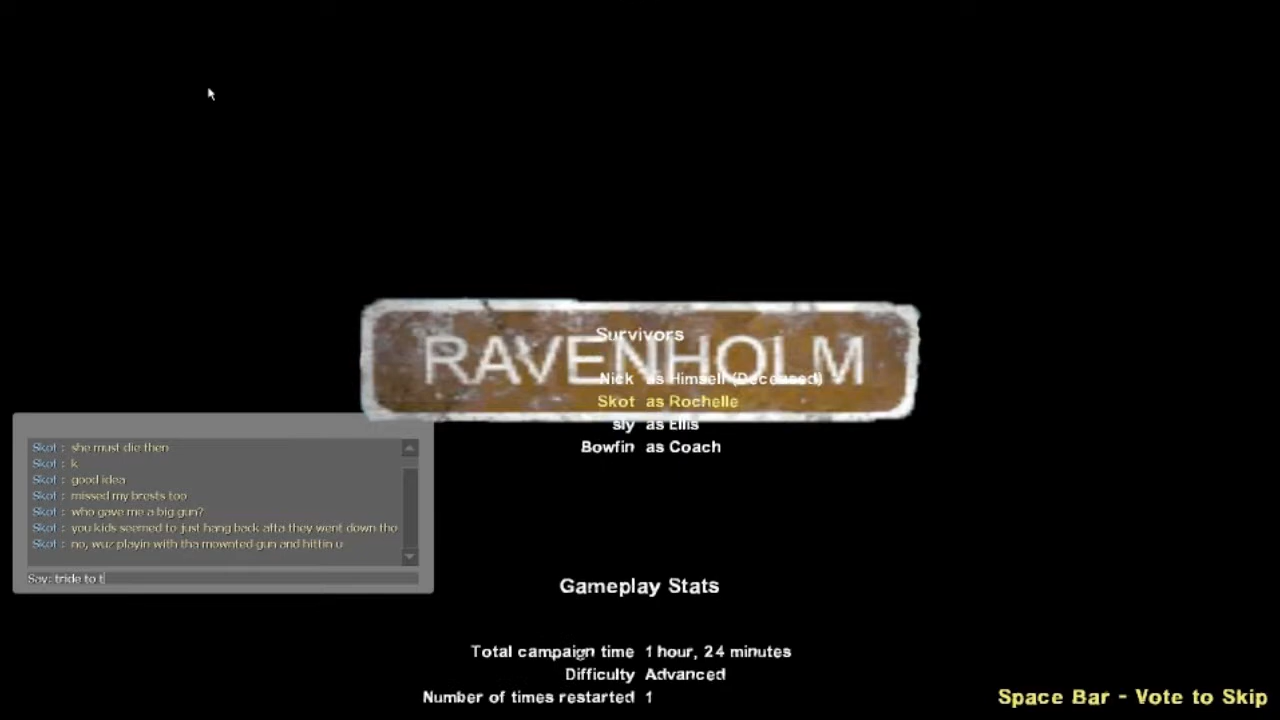 RAVENHOLM
Survivors
Nick as Himself (Deceased)
Skot as Rochelle
sly as Ellis
Bowfin as Coach
Skot : she must die then
Skot : k
Skot : good idea
Skot : missed my brests too
Skot : who gave me a big gun?
Skot : you kids seemed to just hang back afta they went down tho
Skot : no, wuz playin with tha mownted gun and hittin u
Say: tride to t
Gameplay Stats
Total campaign time 1 hour, 24 minutes
Difficulty Advanced
Number of times restarted 1
Space Bar - Vote to Skip